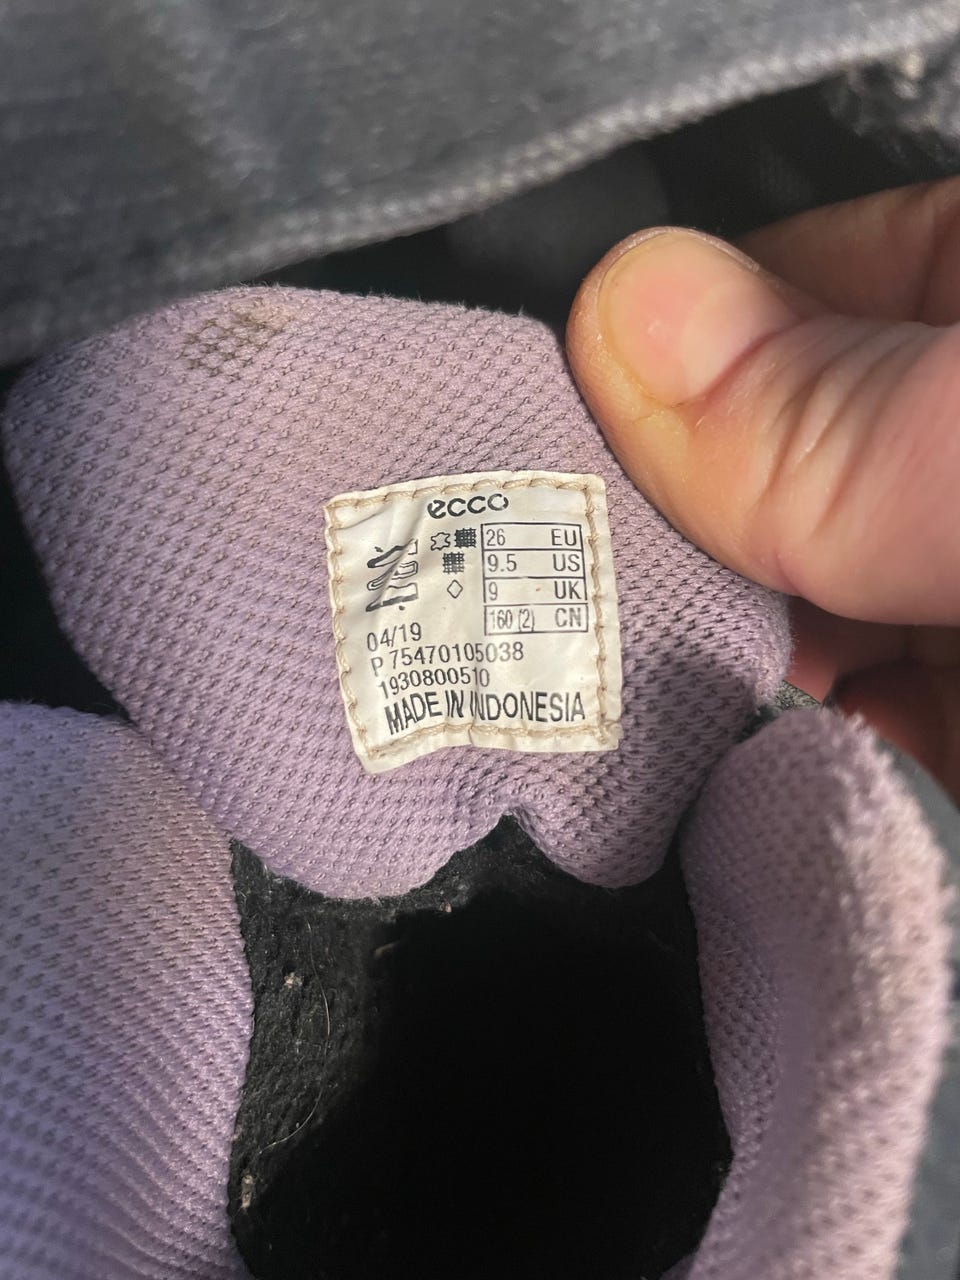 ecco
26 EU
9.5 US
9 UK
160 (2) CN
04/19
P 75470105038
1930800510
MADE IN INDONESIA